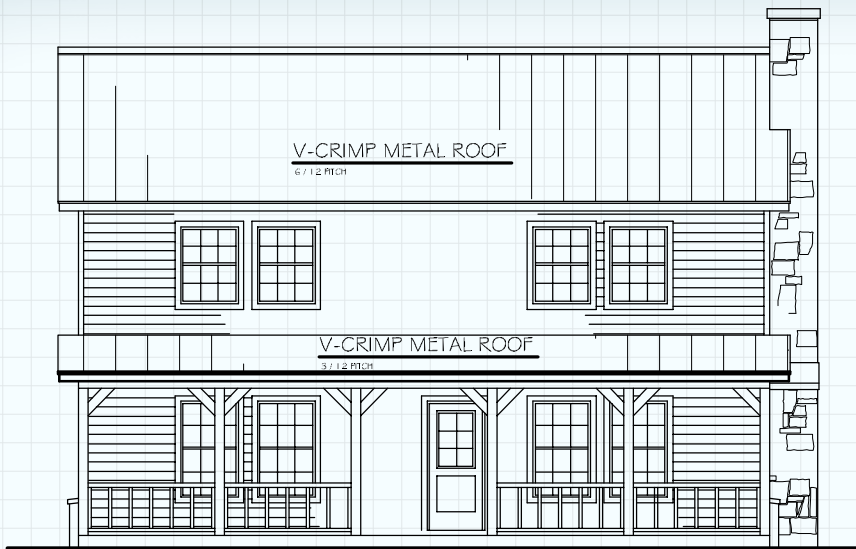 V-CRIMP METAL ROOF
6 / 12 PITCH
V-CRIMP METAL ROOF
3 / 12 PITCH